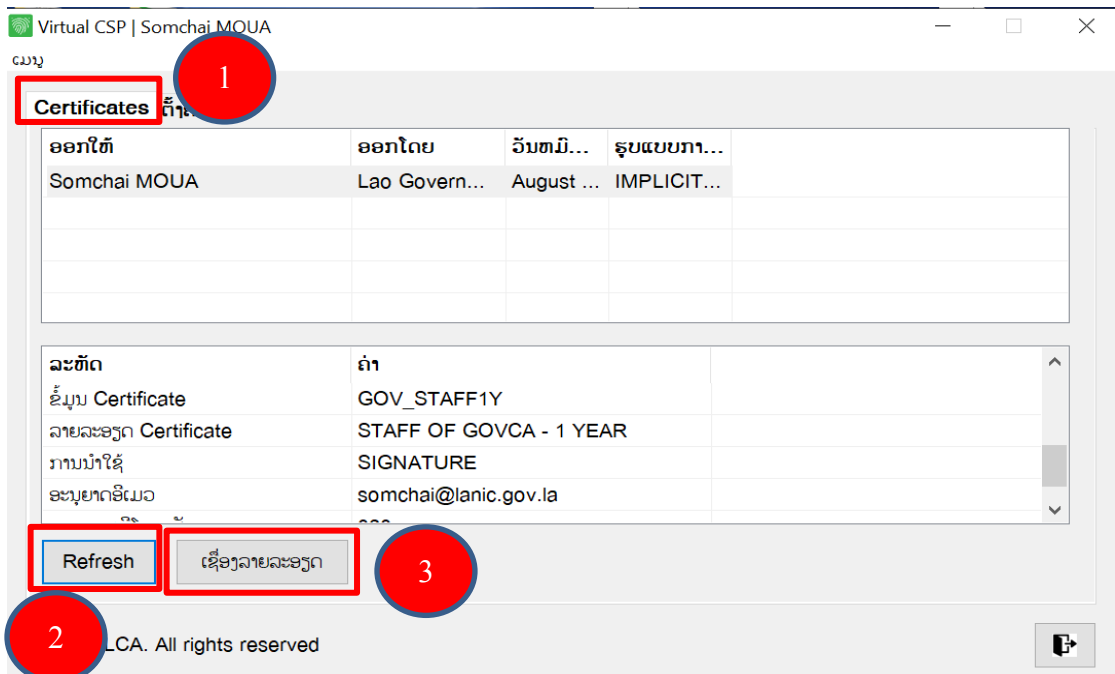 Virtual CSP | Somchai MOUA
ເມນູ
1
Certificates
ອອກໃຫ້ ອອກໂດຍ ວັນຫມົ... ຮູບແບບກາ...
Somchai MOUA Lao Govern... August ... IMPLICIT...
ລະຫັດ ຄ່າ
ຂໍ້ມູນ Certificate GOV_STAFF1Y
ລາຍລະອຽດ Certificate STAFF OF GOVCA - 1 YEAR
ການນຳໃຊ້ SIGNATURE
ອະນຸຍາດອີເມວ somchai@lanic.gov.la
Refresh ເຊື່ອງລາຍລະອຽດ 3
2 LCA. All rights reserved